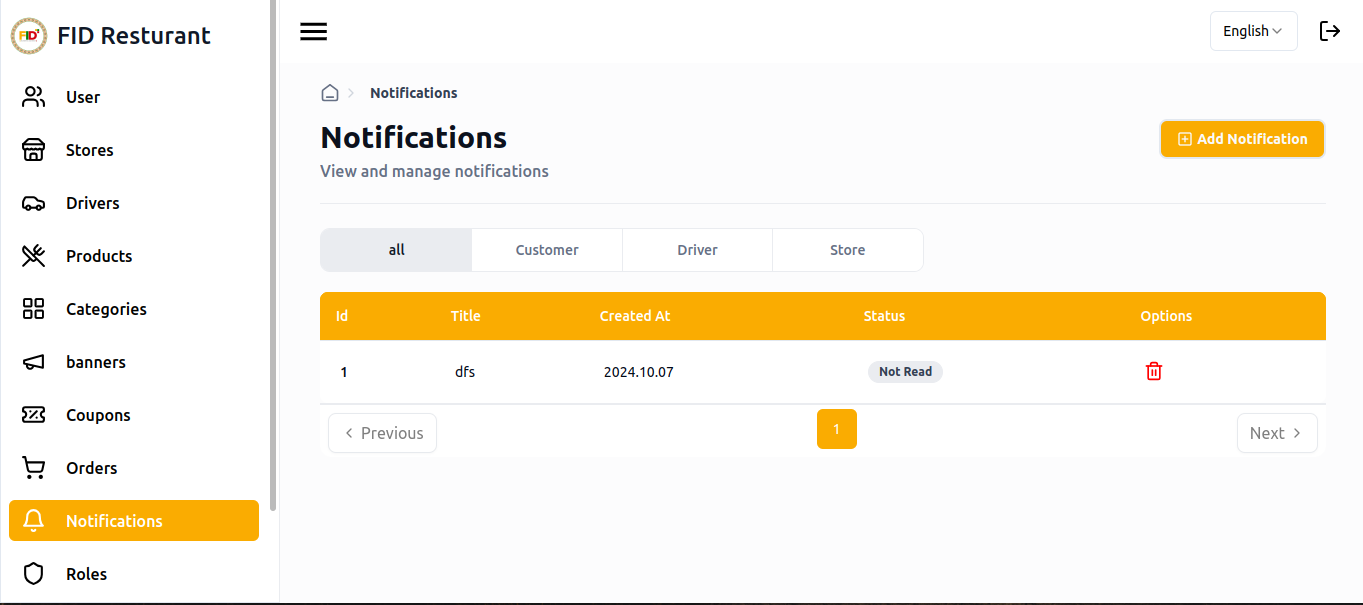 FID
FID Resturant
User
Stores
Drivers
Products
Categories
banners
Coupons
Orders
Notifications
Roles
English
Notifications
Notifications
View and manage notifications
Add Notification
all Customer Driver Store
Id Title Created At Status Options
1 dfs 2024.10.07 Not Read
Previous 1 Next